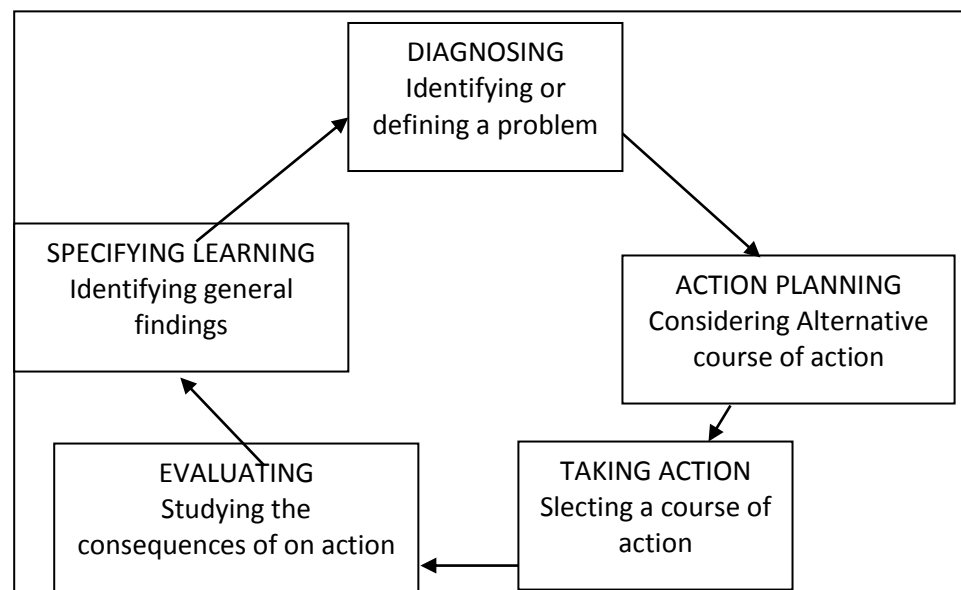 DIAGNOSING
Identifying or
defining a problem
SPECIFYING LEARNING
Identifying general
findings
ACTION PLANNING
Considering Alternative
course of action
EVALUATING
Studying the
consequences of on action
TAKING ACTION
Slecting a course of
action